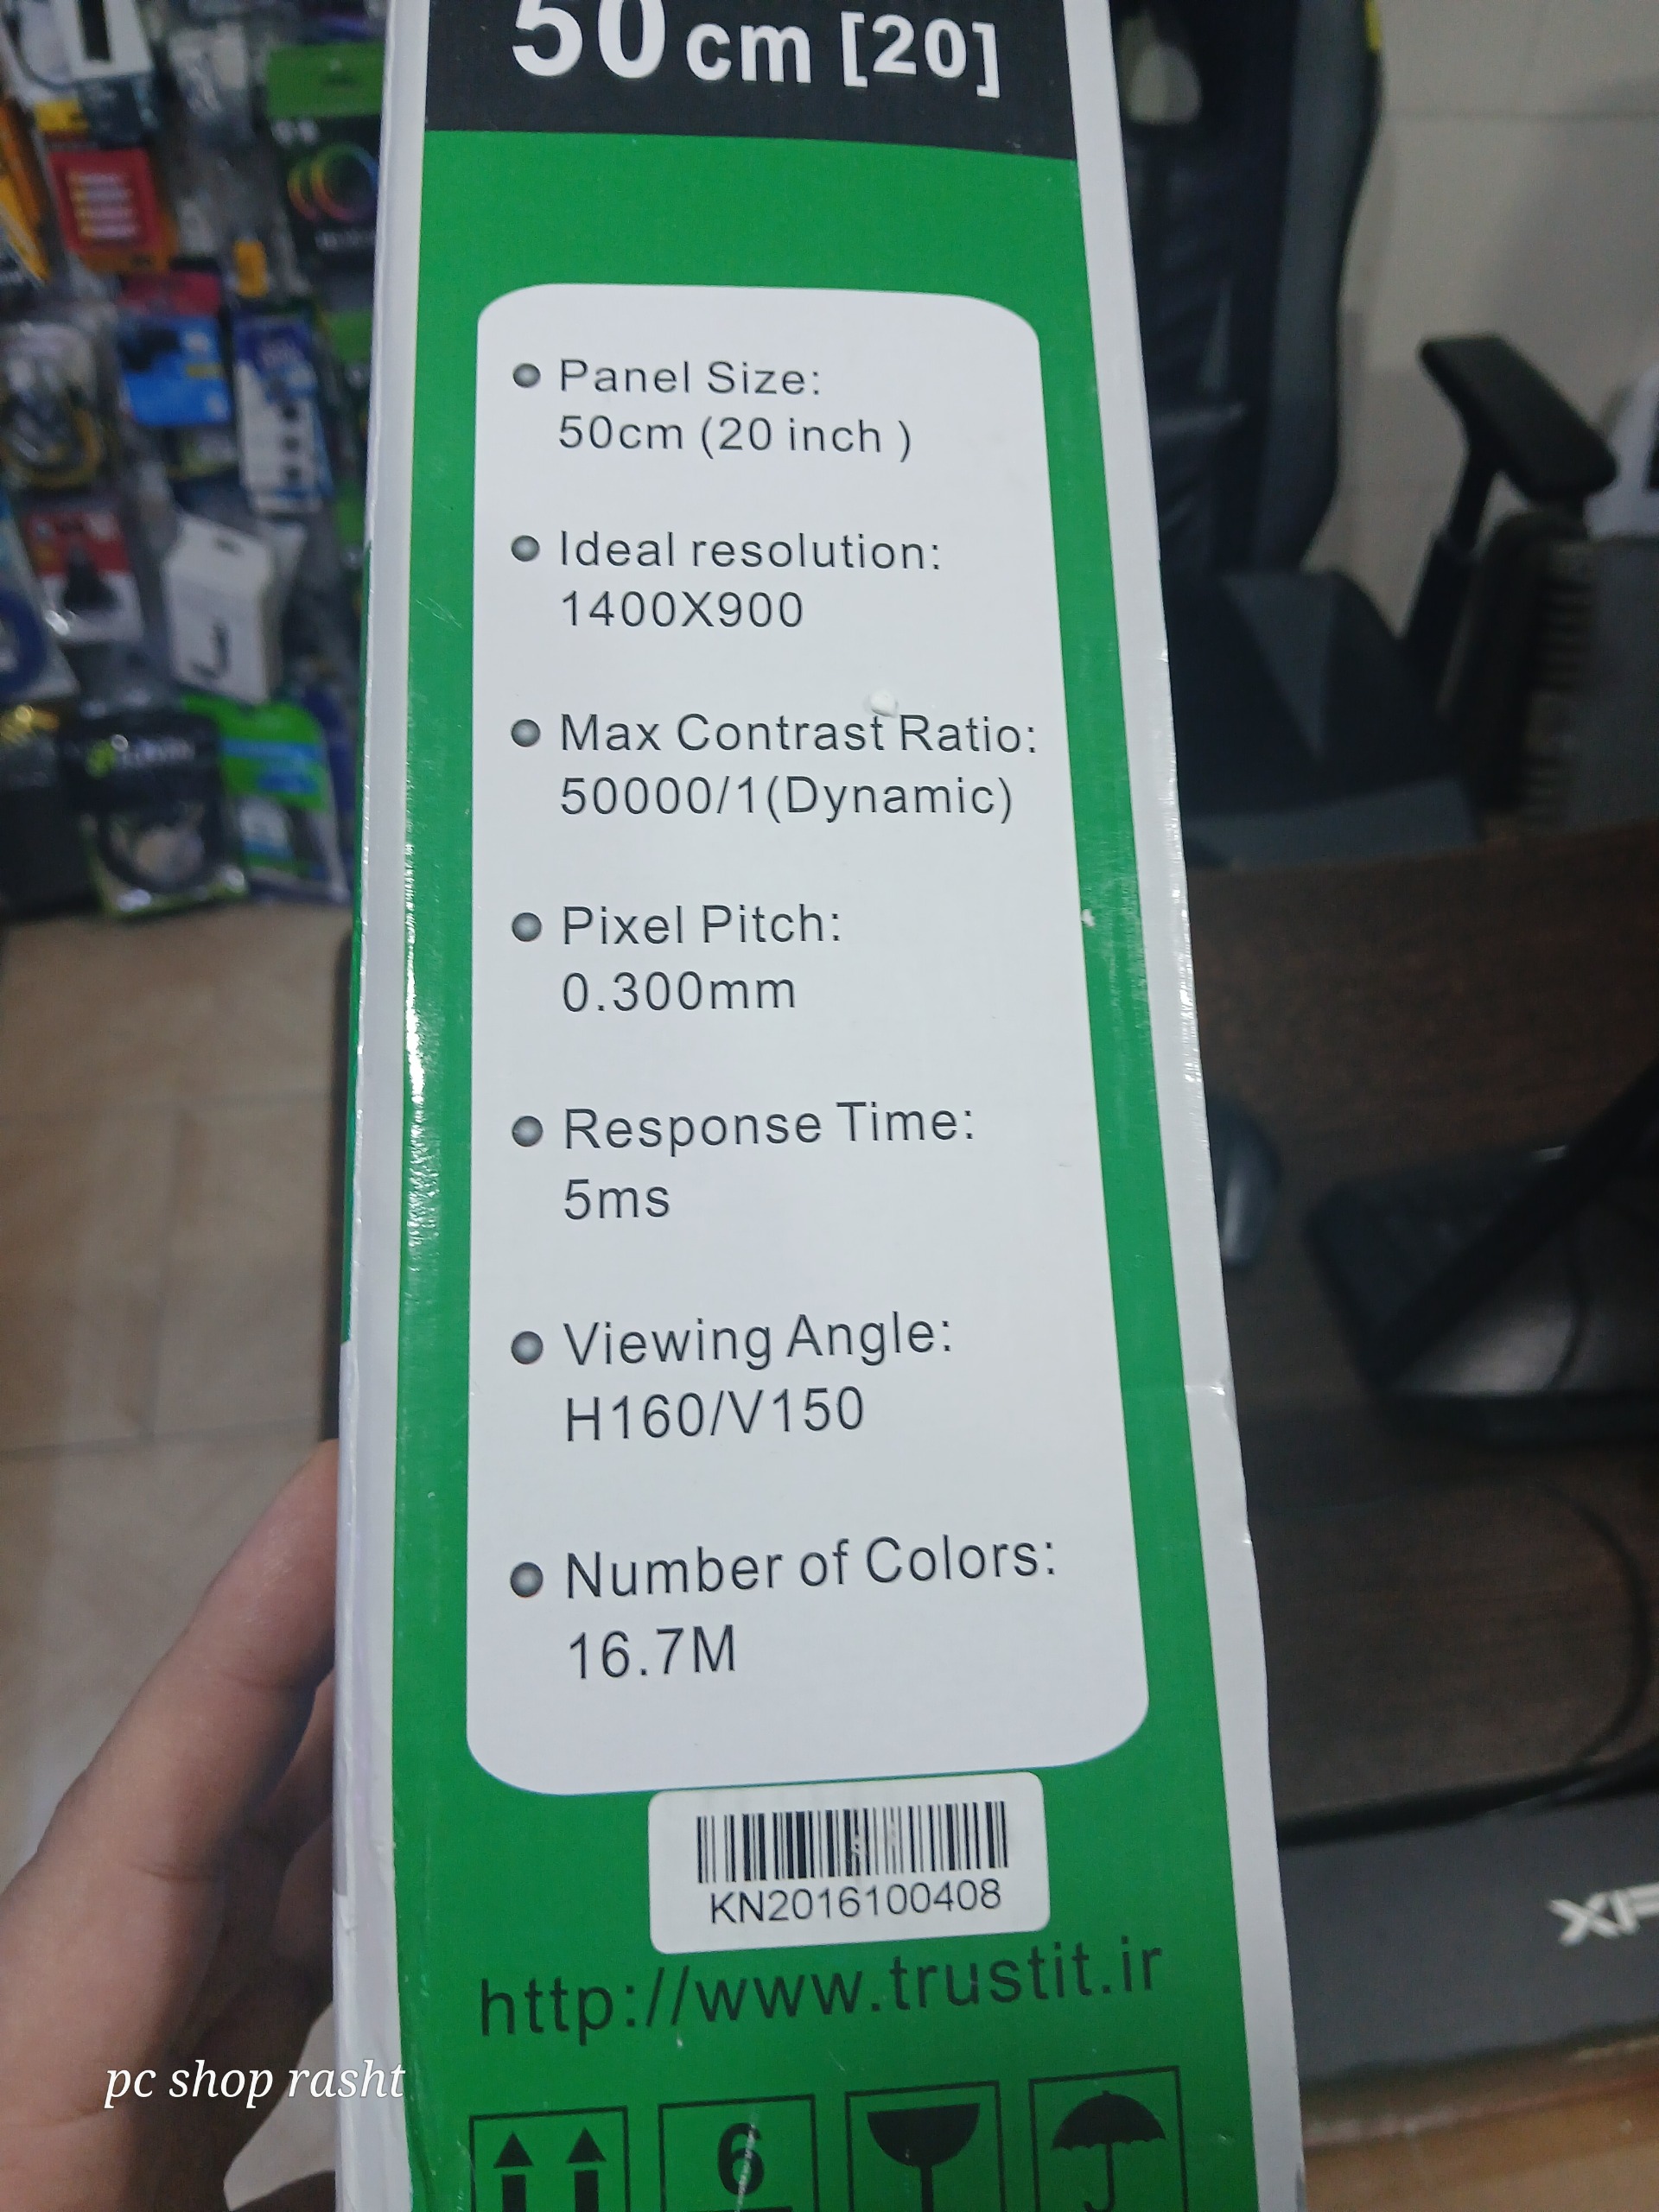 50cm [20]
Panel Size:
50cm (20 inch )
Ideal resolution:
1400X900
Max Contrast Ratio:
50000/1(Dynamic)
Pixel Pitch:
0.300mm
Response Time:
5ms
Viewing Angle:
H160/V150
Number of Colors:
16.7M
KN2016100408
http://www.trustit.ir
pc shop rasht
6